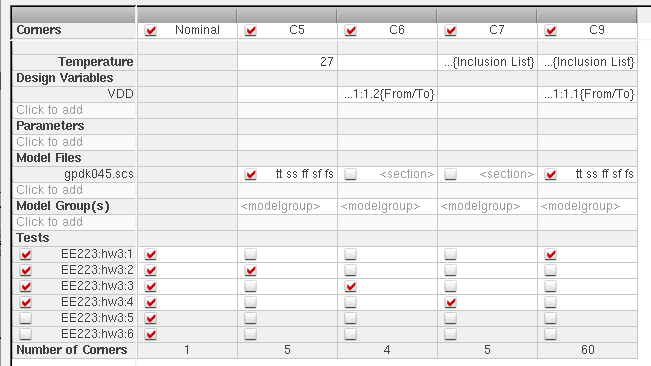 Corners Nominal C5 C6 C7 C9
Temperature 27 ...{Inclusion List} ...{Inclusion List}
Design Variables
VDD ...1:1.2{From/To} ...1:1.1{From/To}
Click to add
Parameters
Click to add
Model Files
gpdk045.scs tt ss ff sf fs <section> <section> tt ss ff sf fs
Click to add
Model Group(s) <modelgroup> <modelgroup> <modelgroup> <modelgroup>
Click to add
Tests
EE223:hw3:1
EE223:hw3:2
EE223:hw3:3
EE223:hw3:4
EE223:hw3:5
EE223:hw3:6
Number of Corners 1 5 4 5 60